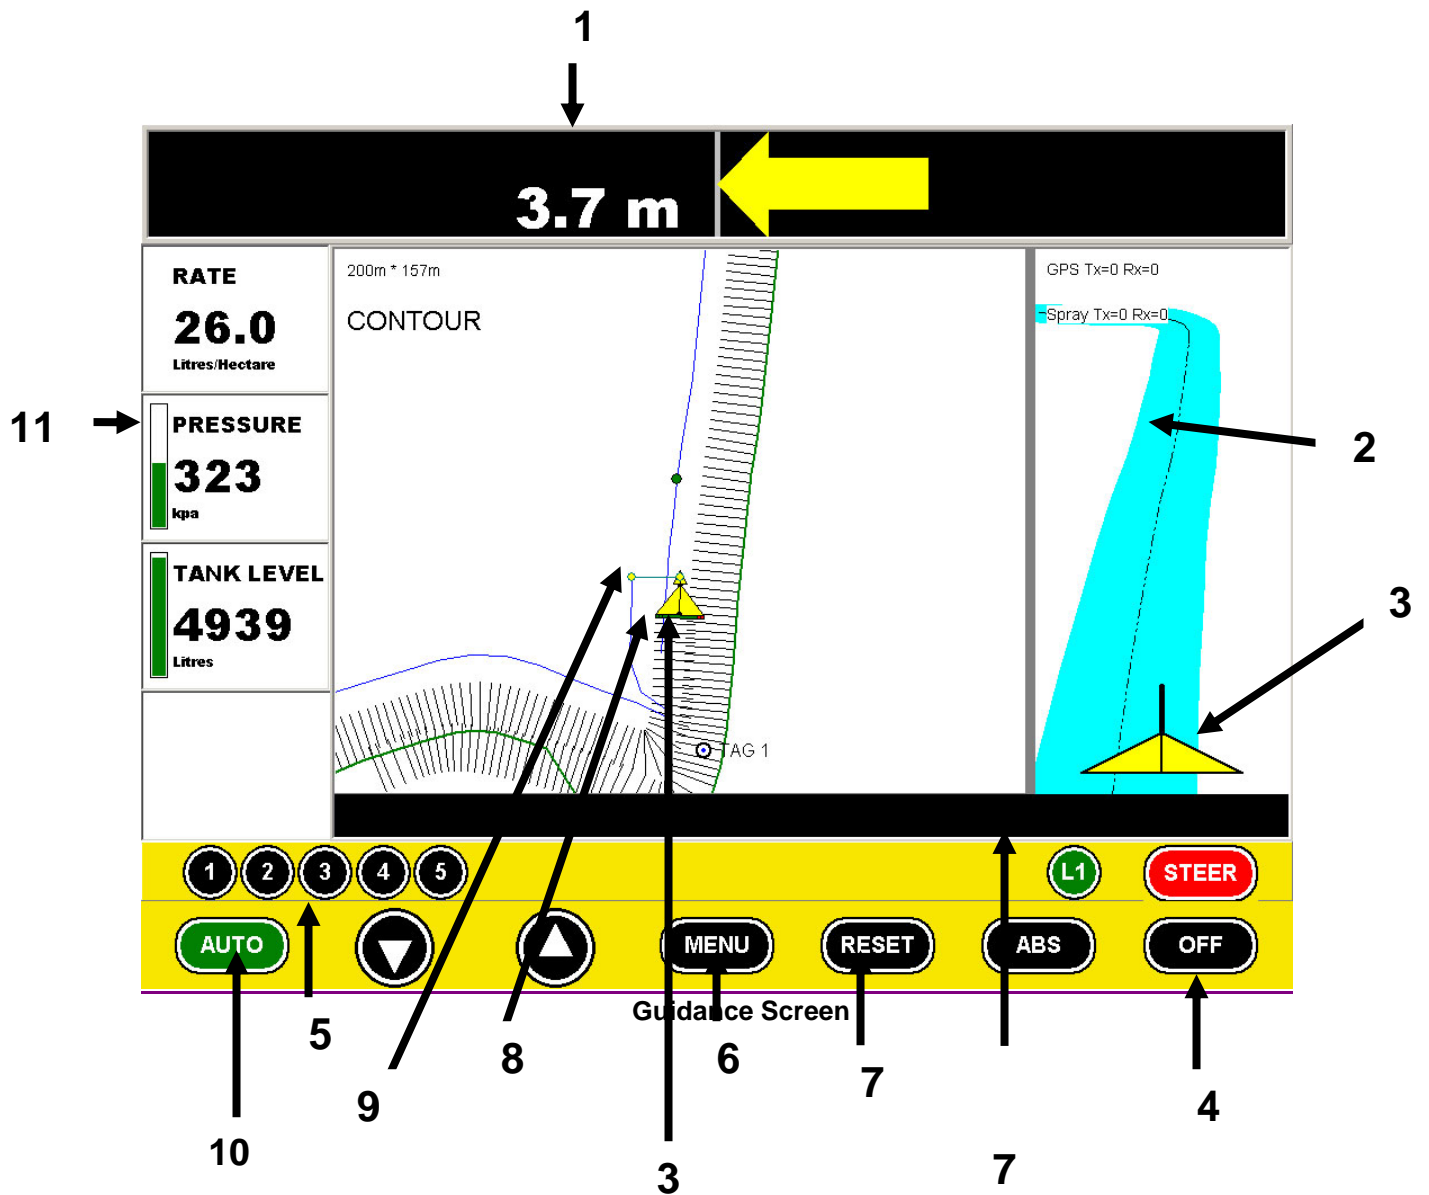 1
3.7 m
RATE
26.0
Litres/Hectare
200m * 157m
CONTOUR
GPS Tx=0 Rx=0
Spray Tx=0 Rx=0
11
PRESSURE
323
kpa
2
TANK LEVEL
4939
Litres
3
TAG 1
1 2 3 4 5
L1
STEER
AUTO
MENU
RESET
ABS
OFF
Guidance Screen
5
8
6
7
9
4
10
3
7